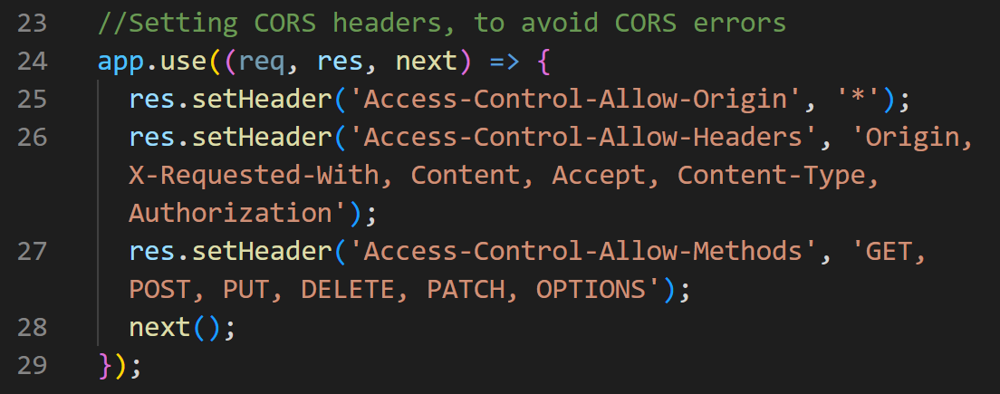 23 //Setting CORS headers, to avoid CORS errors
24 app.use((req, res, next) => {
25 res.setHeader('Access-Control-Allow-Origin', '*');
26 res.setHeader('Access-Control-Allow-Headers', 'Origin,
X-Requested-With, Content, Accept, Content-Type,
Authorization');
27 res.setHeader('Access-Control-Allow-Methods', 'GET,
POST, PUT, DELETE, PATCH, OPTIONS');
28 next();
29 });